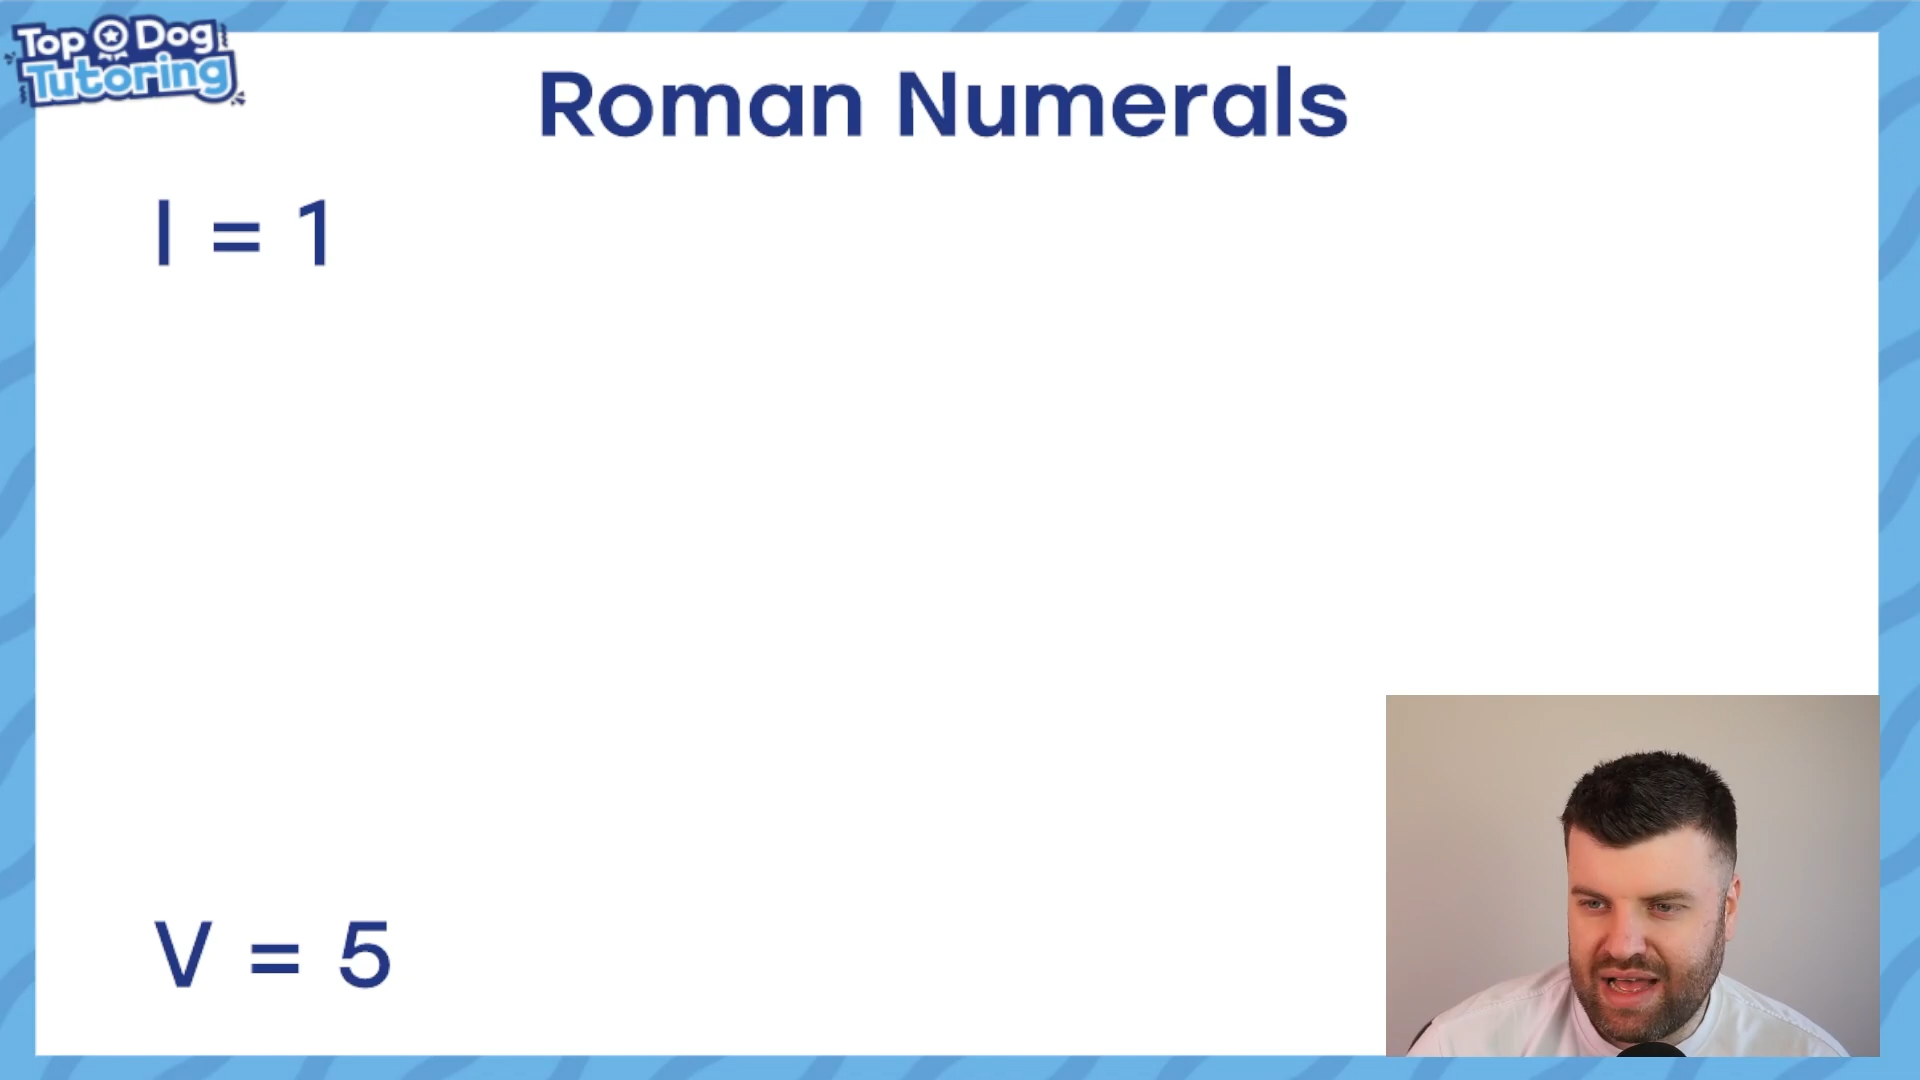 Top Dog
Tutoring
Roman Numerals
I = 1
V = 5